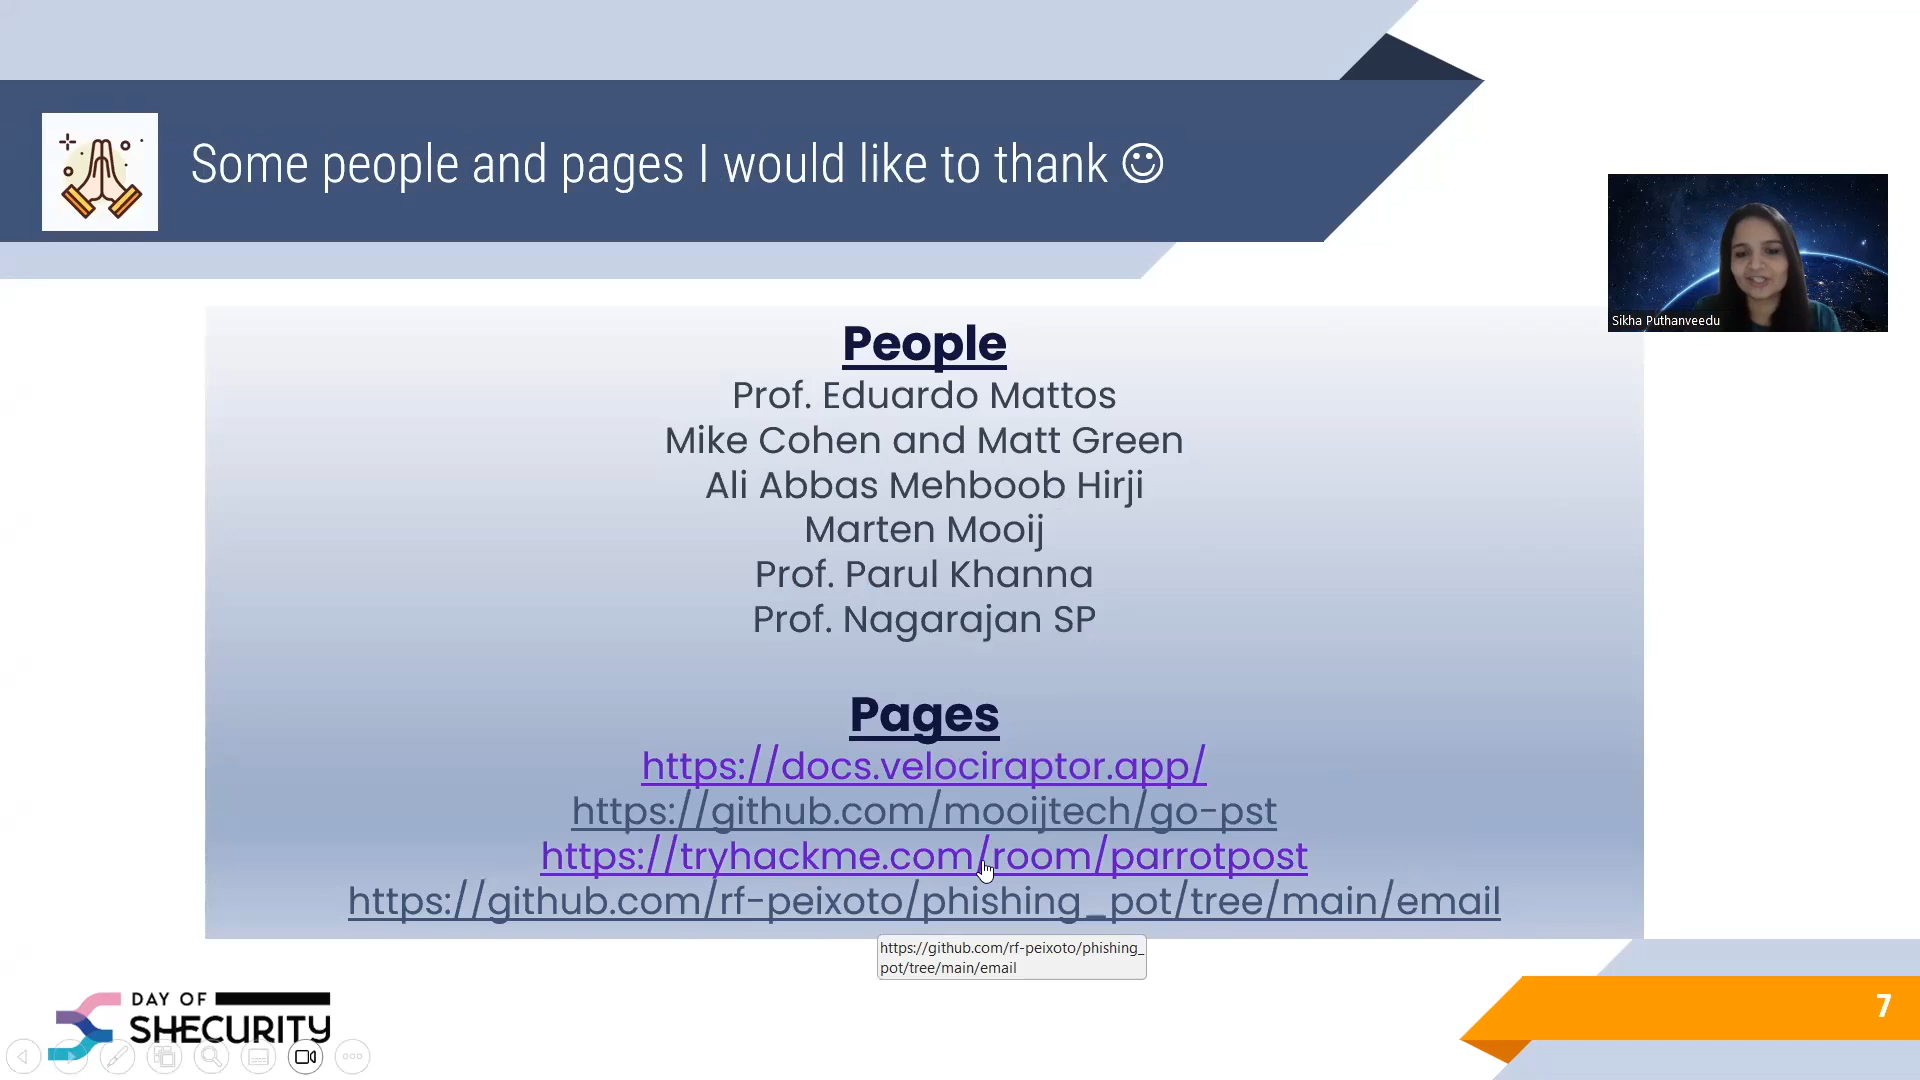 Some people and pages I would like to thank ☺
Sikha Puthanveedu
People
Prof. Eduardo Mattos
Mike Cohen and Matt Green
Ali Abbas Mehboob Hirji
Marten Mooij
Prof. Parul Khanna
Prof. Nagarajan SP
Pages
https://docs.velociraptor.app/
https://github.com/mooijtech/go-pst
https://tryhackme.com/room/parrotpost
https://github.com/rf-peixoto/phishing_pot/tree/main/email
https://github.com/rf-peixoto/phishing_
pot/tree/main/email
DAY OF
SHECURITY
7